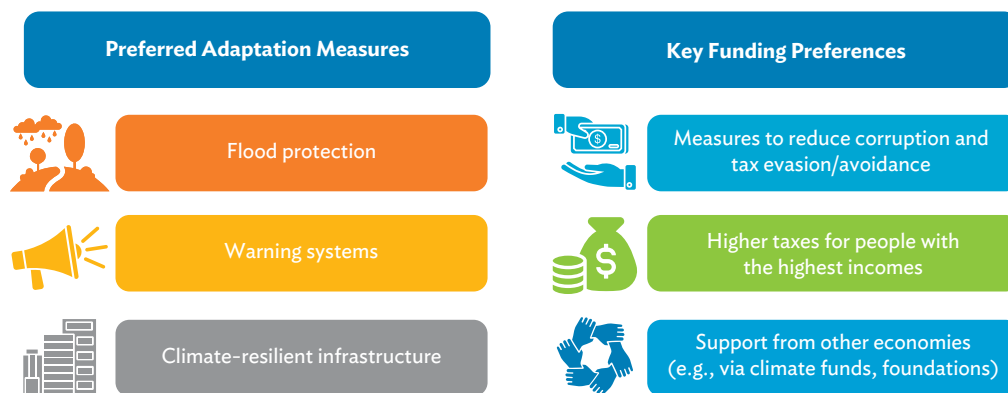 Preferred Adaptation Measures
Flood protection
Warning systems
Climate-resilient infrastructure
Key Funding Preferences
$
Measures to reduce corruption and
tax evasion/avoidance
$
Higher taxes for people with
the highest incomes
Support from other economies
(e.g., via climate funds, foundations)